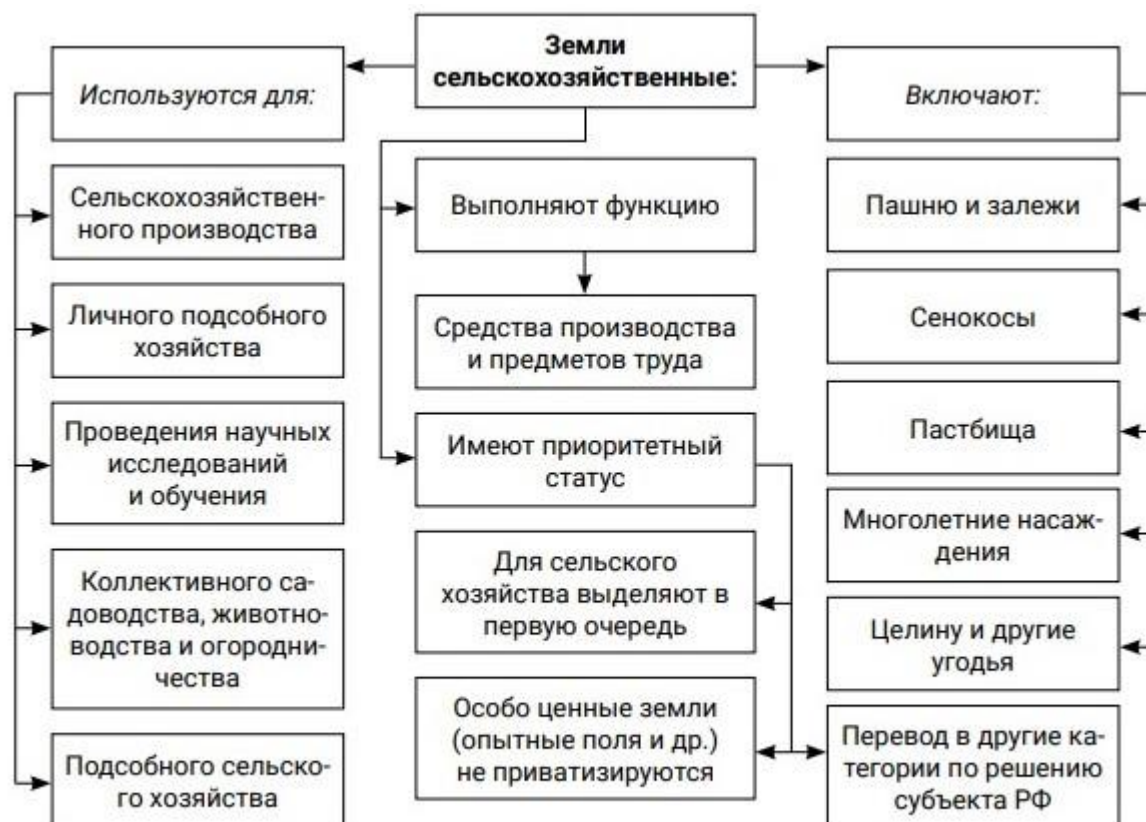 Земли
сельскохозяйственные:
Используются для:
Сельскохозяйствен-
ного производства
Личного подсобного
хозяйства
Проведения научных
исследований
и обучения
Коллективного са-
доводства, животно-
водства и огородни-
чества
Подсобного сельско-
го хозяйства
Выполняют функцию
Средства производства
и предметов труда
Имеют приоритетный
статус
Для сельского
хозяйства выделяют в
первую очередь
Особо ценные земли
(опытные поля и др.)
не приватизируются
Включают:
Пашню и залежи
Сенокосы
Пастбища
Многолетние насаж-
дения
Целину и другие
угодья
Перевод в другие ка-
тегории по решению
субъекта РФ